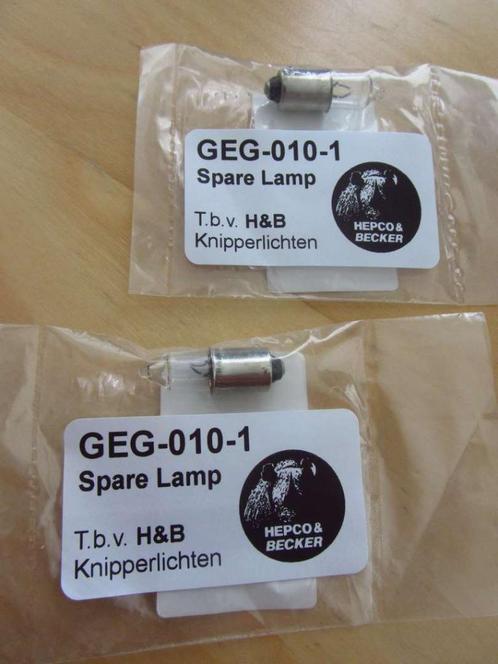 GEG-010-1
Spare Lamp
T.b.v. H&B
Knipperlichten
HEPCO &
BECKER
GEG-010-1
Spare Lamp
T.b.v. H&B
Knipperlichten
HEPCO &
BECKER